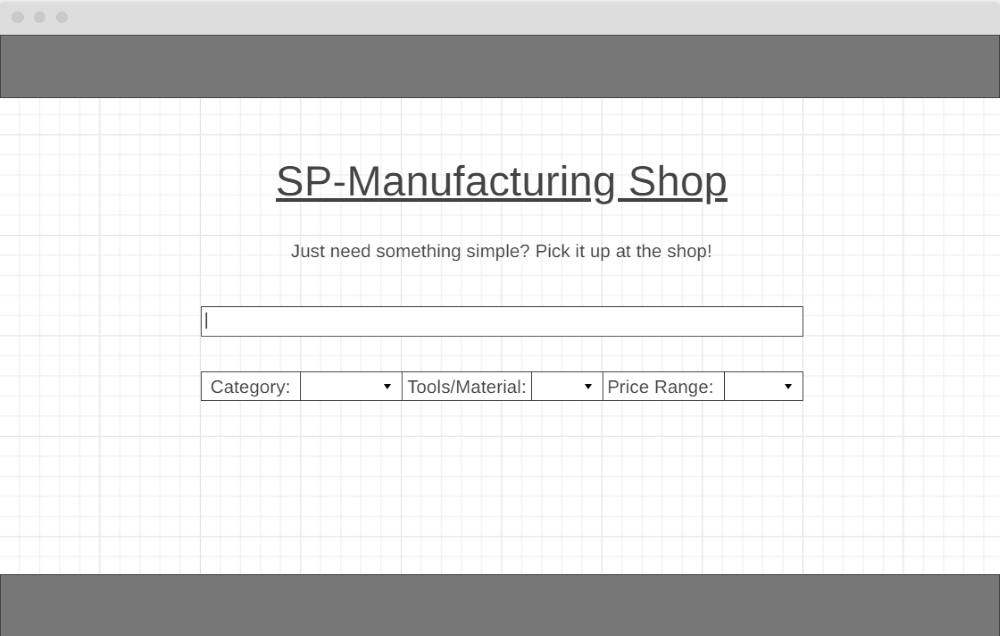 SP-Manufacturing Shop
Just need something simple? Pick it up at the shop!
Category: Tools/Material: Price Range: